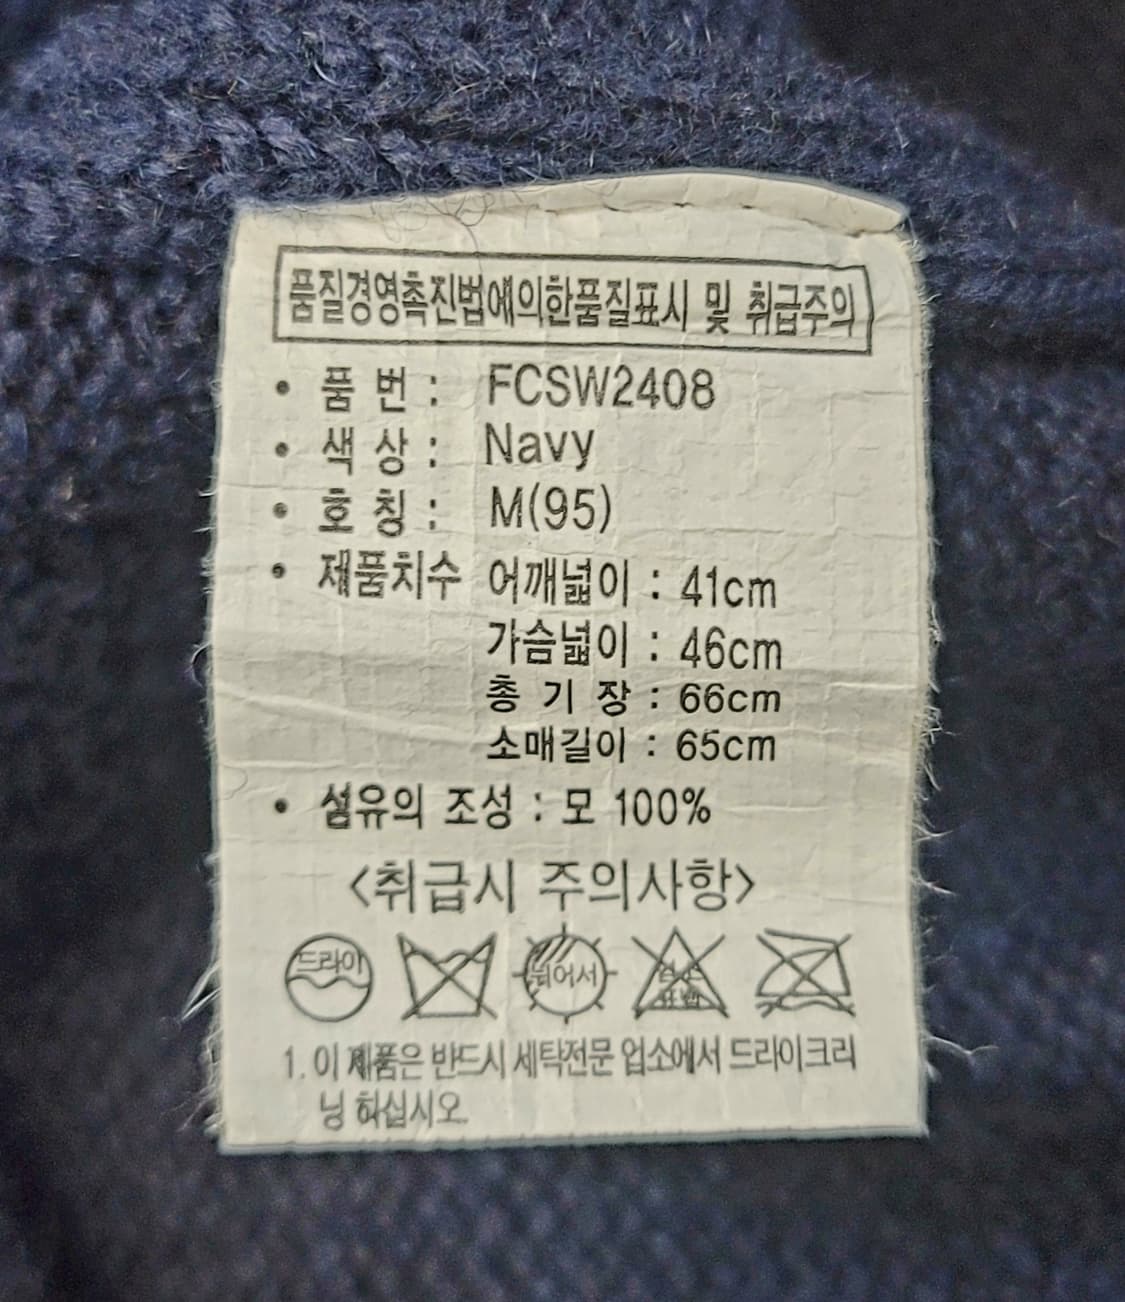 품질경영촉진법에의한품질표시 및 취급주의
• 품 번 : FCSW2408
• 색 상 : Navy
• 호 칭 : M(95)
• 제품치수 어깨넓이 : 41cm
가슴넓이 : 46cm
총 기 장 : 66cm
소매길이 : 65cm
• 섬유의 조성 : 모 100%
<취급시 주의사항>
드라이 뉘어서 염소 표백
1. 이 제품은 반드시 세탁전문 업소에서 드라이크리
닝 하십시오.